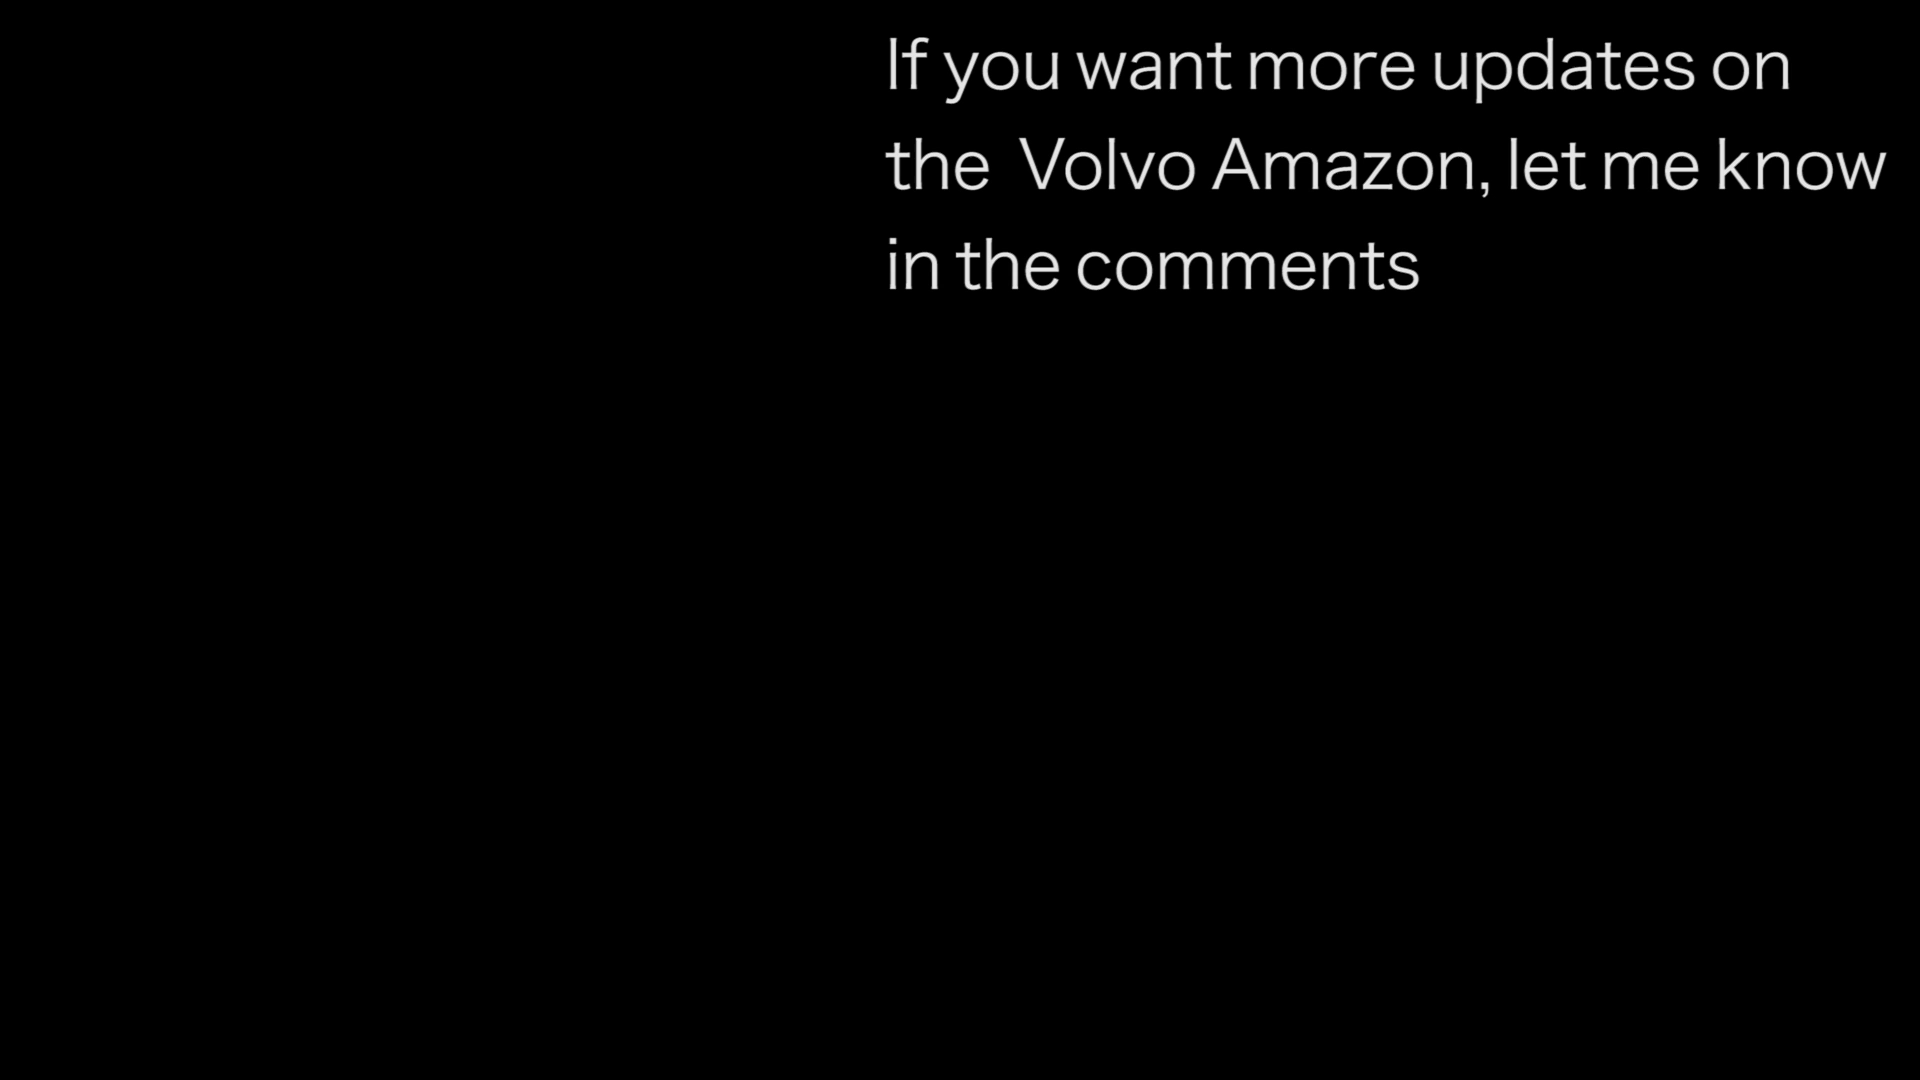 If you want more updates on
the  Volvo Amazon, let me know
in the comments